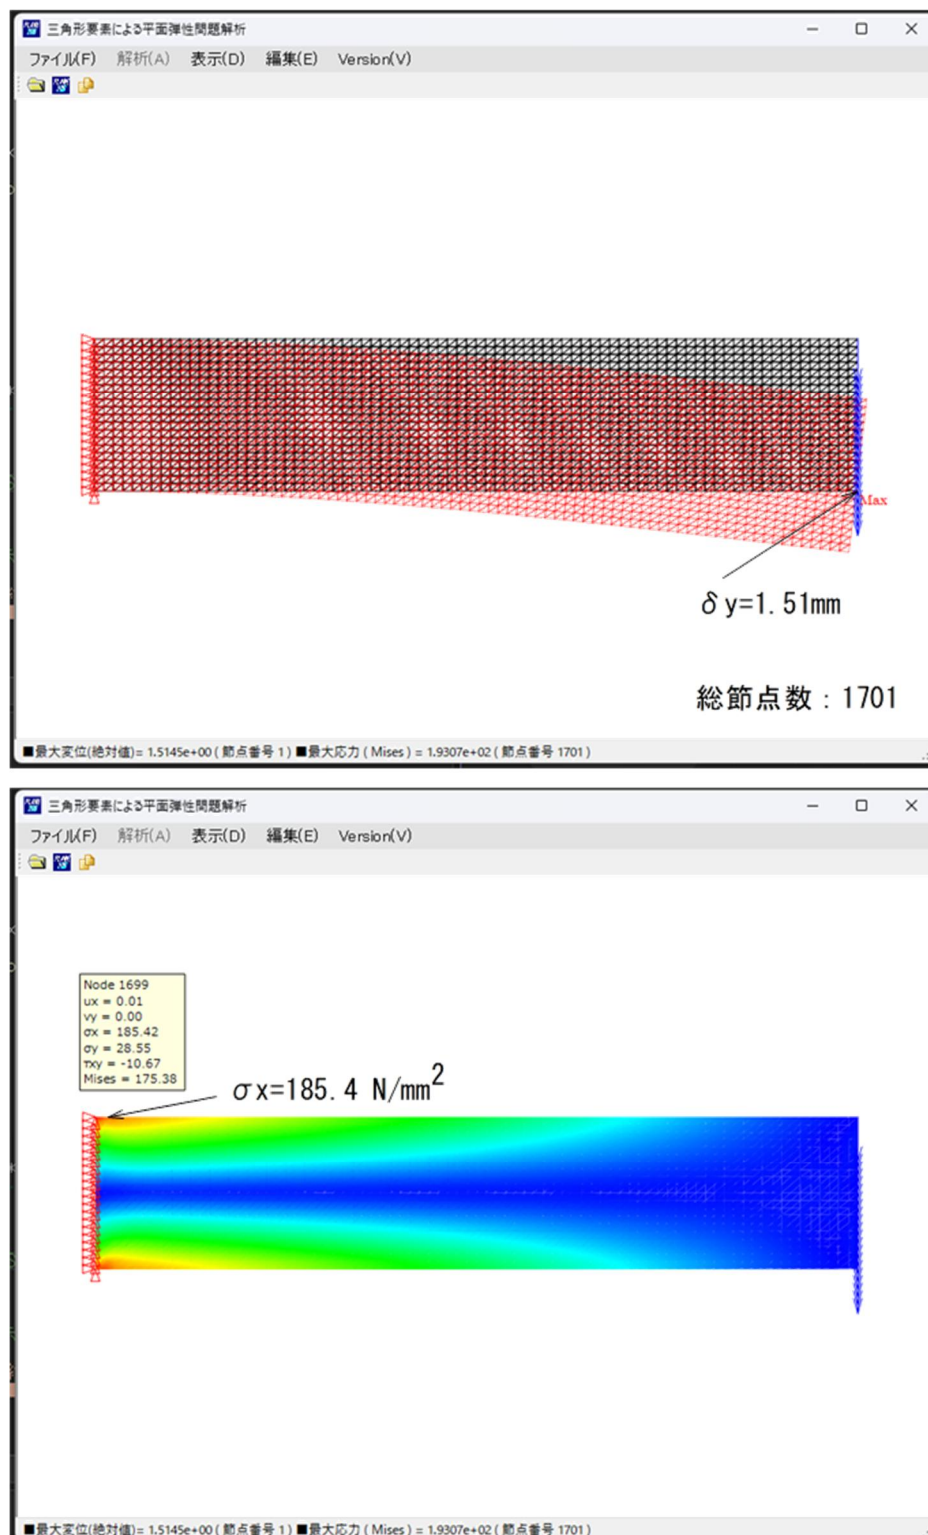 三角形要素による平面弾性問題解析
ファイル(F) 解析(A) 表示(D) 編集(E) Version(V)
Max
δy=1.51mm
総節点数：1701
■最大変位(絶対値)= 1.5145e+00 ( 節点番号 1 ) ■最大応力 ( Mises ) = 1.9307e+02 ( 節点番号 1701 )
三角形要素による平面弾性問題解析
ファイル(F) 解析(A) 表示(D) 編集(E) Version(V)
Node 1699
ux = 0.01
vy = 0.00
σx = 185.42
σy = 28.55
τxy = -10.67
Mises = 175.38
σx=185.4 N/mm²
■最大変位(絶対値)= 1.5145e+00 ( 節点番号 1 ) ■最大応力 ( Mises ) = 1.9307e+02 ( 節点番号 1701 )